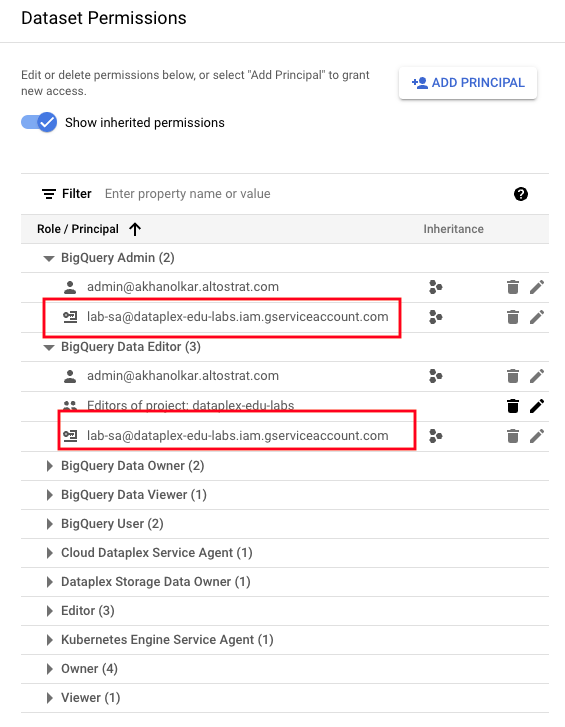 Dataset Permissions
Edit or delete permissions below, or select "Add Principal" to grant
new access.
ADD PRINCIPAL
Show inherited permissions
Filter Enter property name or value
Role / Principal Inheritance
BigQuery Admin (2)
admin@akhanolkar.altostrat.com
lab-sa@dataplex-edu-labs.iam.gserviceaccount.com
BigQuery Data Editor (3)
admin@akhanolkar.altostrat.com
Editors of project: dataplex-edu-labs
lab-sa@dataplex-edu-labs.iam.gserviceaccount.com
BigQuery Data Owner (2)
BigQuery Data Viewer (1)
BigQuery User (2)
Cloud Dataplex Service Agent (1)
Dataplex Storage Data Owner (1)
Editor (3)
Kubernetes Engine Service Agent (1)
Owner (4)
Viewer (1)